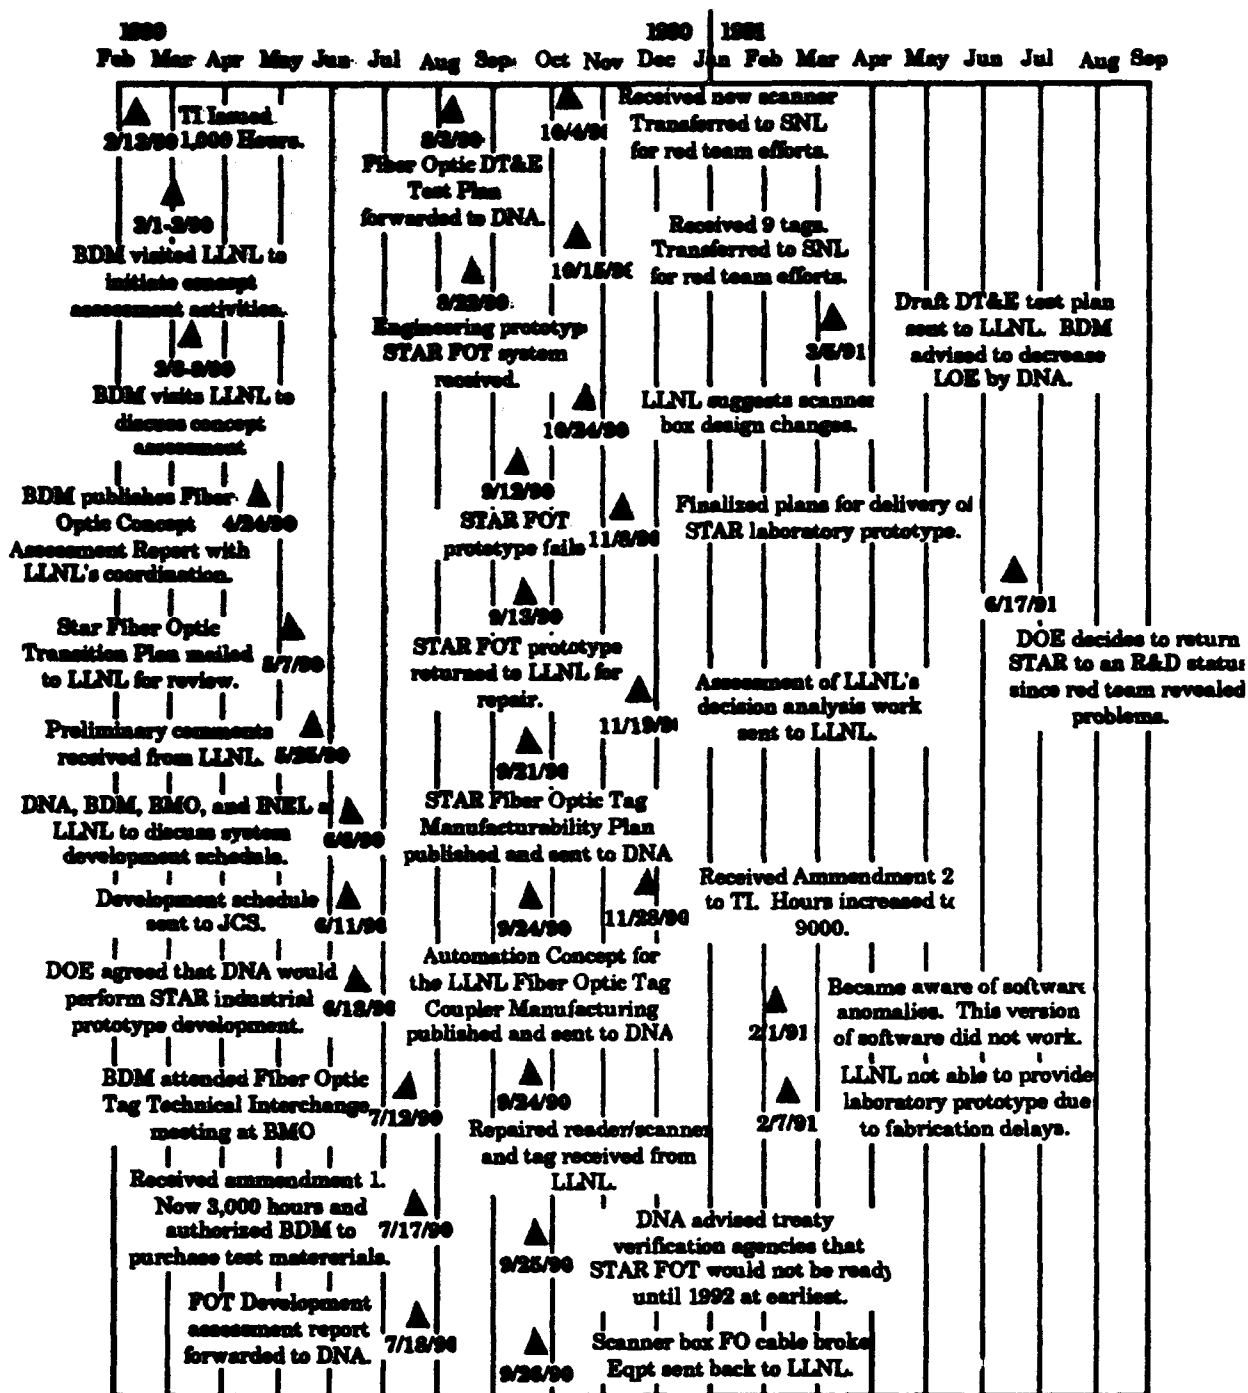 1990
1990
1991
Feb Mar Apr May Jun Jul Aug Sep Oct Nov Dec Jan Feb Mar Apr May Jun Jul Aug Sep
2/12/90
TI Issued.
1,000 Hours.
3/1-2/90
BDM visited LLNL to
initiate concept
assessment activities.
BDM visits LLNL to
discuss concept
assessment
BDM publishes Fiber
Optic Concept
Assessment Report with
LLNL's coordination.
4/24/90
Star Fiber Optic
Transition Plan mailed
to LLNL for review.
5/7/90
Preliminary comments
received from LLNL.
5/25/90
DNA, BDM, BMO, and INEL a
LLNL to discuss system
development schedule.
Development schedule
sent to JCS.
6/11/90
DOE agreed that DNA would
perform STAR industrial
prototype development.
BDM attended Fiber Optic
Tag Technical Interchange
meeting at BMO
7/12/90
Received ammendment 1.
Now 3,000 hours and
authorized BDM to
purchase test matererials.
7/17/90
FOT Development
assessment report
forwarded to DNA.
7/18/90
Fiber Optic DT&E
Test Plan
forwarded to DNA.
8/22/90
Engineering prototyp
STAR FOT system
received.
9/12/90
STAR FOT
prototype fails
9/13/90
STAR FOT prototype
returned to LLNL for
repair.
9/21/90
STAR Fiber Optic Tag
Manufacturability Plan
published and sent to DNA
9/24/90
Automation Concept for
the LLNL Fiber Optic Tag
Coupler Manufacturing
published and sent to DNA
9/24/90
Repaired reader/scanner
and tag received from
LLNL.
9/25/90
DNA advised treaty
verification agencies that
STAR FOT would not be ready
until 1992 at earliest.
9/26/90
Scanner box FO cable broke
Eqpt sent back to LLNL.
10/4/9
Received new scanner
Transferred to SNL
for red team efforts.
10/15/9
Received 9 tags.
Transferred to SNL
for red team efforts.
10/24/90
LLNL suggests scanner
box design changes.
11/8/90
Finalized plans for delivery of
STAR laboratory prototype.
11/19/9
Assessment of LLNL's
decision analysis work
sent to LLNL.
11/28/90
Received Ammendment 2
to TI. Hours increased to
9000.
2/1/91
Became aware of software
anomalies. This version
of software did not work.
2/7/91
LLNL not able to provide
laboratory prototype due
to fabrication delays.
3/5/91
Draft DT&E test plan
sent to LLNL. BDM
advised to decrease
LOE by DNA.
6/17/91
DOE decides to return
STAR to an R&D status
since red team revealed
problems.